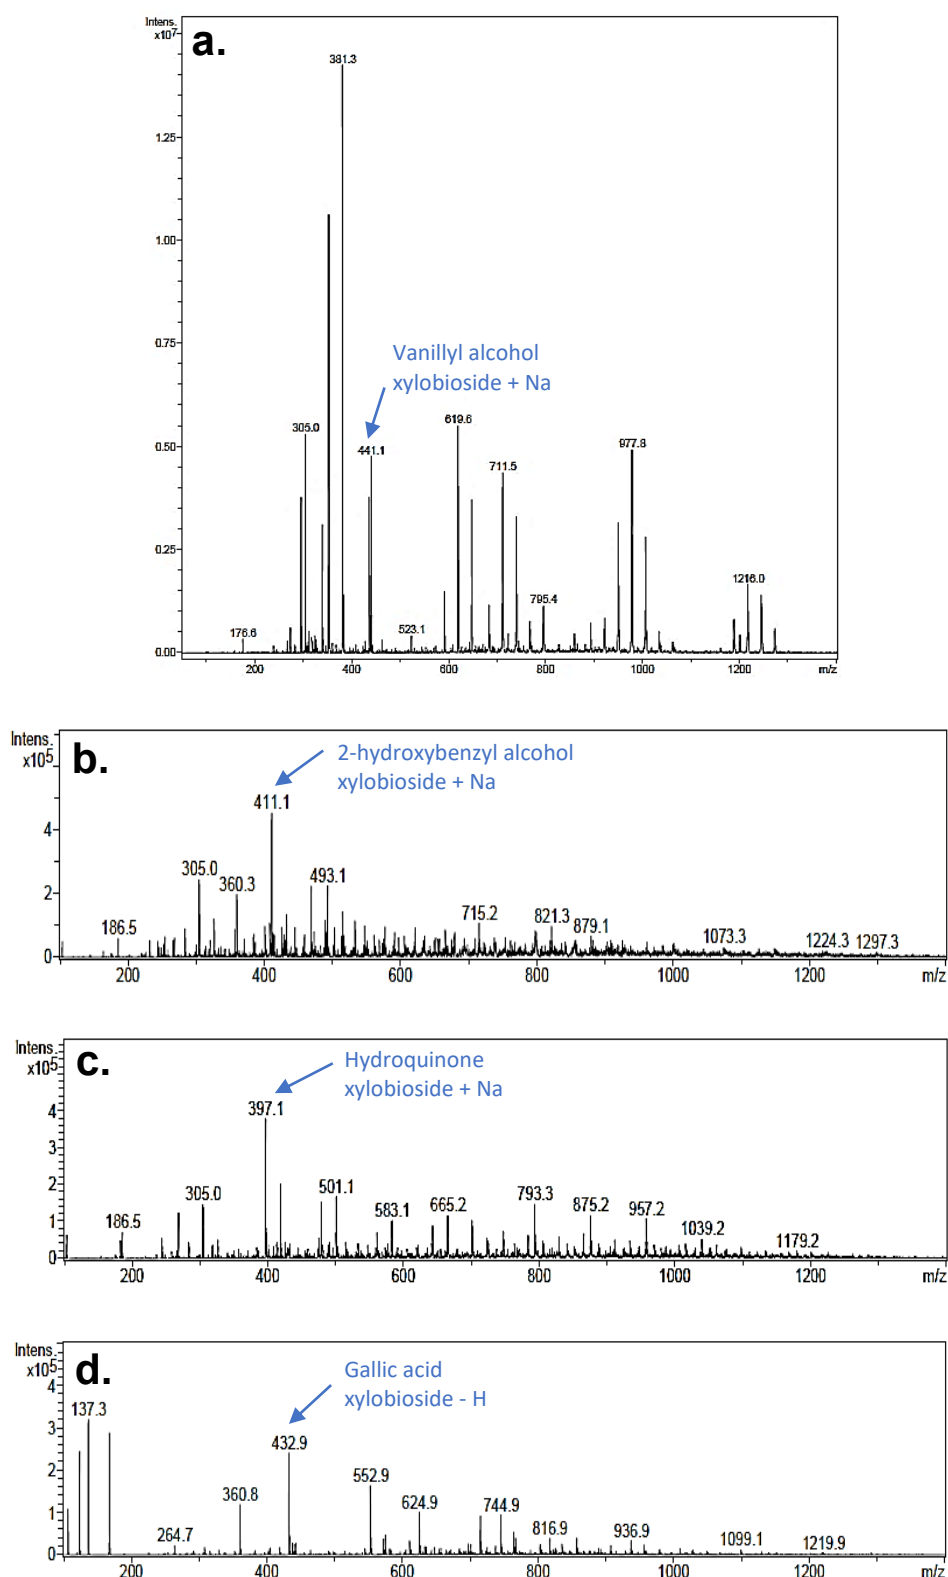 Intens.
x10⁷
a.
381.3
1.25
1.00
Vanillyl alcohol
xylobioside + Na
0.75
619.6
305.0
441.1
977.8
0.50
711.5
0.25
795.4
1216.0
176.6
523.1
0.00
200 400 600 800 1000 1200 m/z
Intens.
x10⁵
b.
2-hydroxybenzyl alcohol
xylobioside + Na
411.1
4
305.0
360.3
493.1
2
186.5
715.2
821.3
879.1
1073.3
1224.3 1297.3
0
200 400 600 800 1000 1200 m/z
Intens.
x10⁵
c.
Hydroquinone
xylobioside + Na
397.1
4
3
2
305.0
501.1
583.1
665.2
793.3
875.2
957.2
1
186.5
1039.2
1179.2
0
200 400 600 800 1000 1200 m/z
Intens.
x10⁵
d.
Gallic acid
xylobioside - H
4
137.3
3
432.9
2
552.9
360.8
624.9
744.9
1
264.7
816.9
936.9
1099.1
1219.9
0
200 400 600 800 1000 1200 m/z